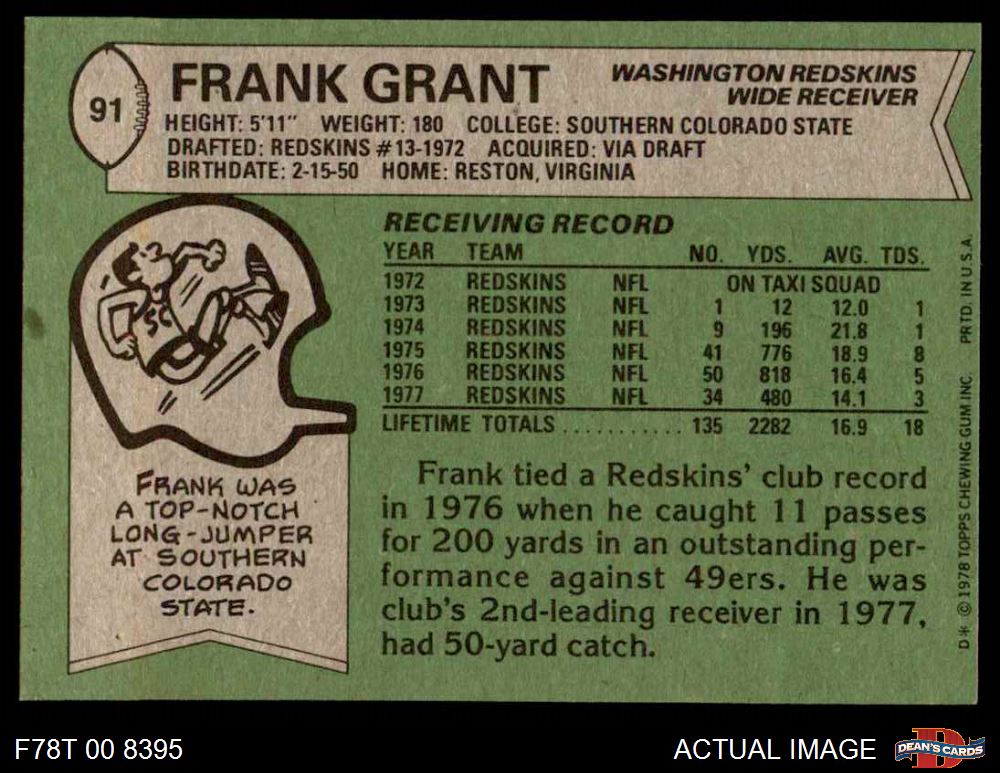 91
FRANK GRANT
WASHINGTON REDSKINS
WIDE RECEIVER
HEIGHT: 5'11" WEIGHT: 180 COLLEGE: SOUTHERN COLORADO STATE
DRAFTED: REDSKINS #13-1972 ACQUIRED: VIA DRAFT
BIRTHDATE: 2-15-50 HOME: RESTON, VIRGINIA
SC
FRANK WAS
A TOP-NOTCH
LONG-JUMPER
AT SOUTHERN
COLORADO
STATE.
RECEIVING RECORD
YEAR TEAM NO. YDS. AVG. TDS.
1972 REDSKINS NFL ON TAXI SQUAD
1973 REDSKINS NFL 1 12 12.0 1
1974 REDSKINS NFL 9 196 21.8 1
1975 REDSKINS NFL 41 776 18.9 8
1976 REDSKINS NFL 50 818 16.4 5
1977 REDSKINS NFL 34 480 14.1 3
LIFETIME TOTALS ........... 135 2282 16.9 18
Frank tied a Redskins' club record
in 1976 when he caught 11 passes
for 200 yards in an outstanding per-
formance against 49ers. He was
club's 2nd-leading receiver in 1977,
had 50-yard catch.
D* © 1978 TOPPS CHEWING GUM INC. PRTD. IN U.S.A.
F78T 00 8395
ACTUAL IMAGE
D
DEAN'S CARDS